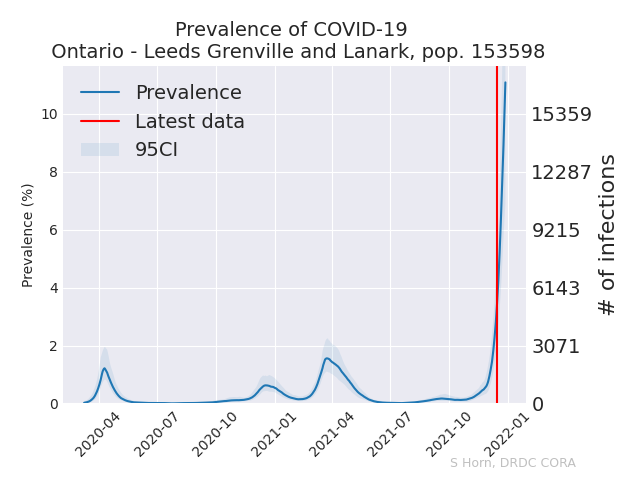 Prevalence of COVID-19
Ontario - Leeds Grenville and Lanark, pop. 153598
Prevalence
Latest data
95CI
Prevalence (%)
10
8
6
4
2
0
15359
12287
9215
6143
3071
0
# of infections
2020-04
2020-07
2020-10
2021-01
2021-04
2021-07
2021-10
2022-01
S Horn, DRDC CORA